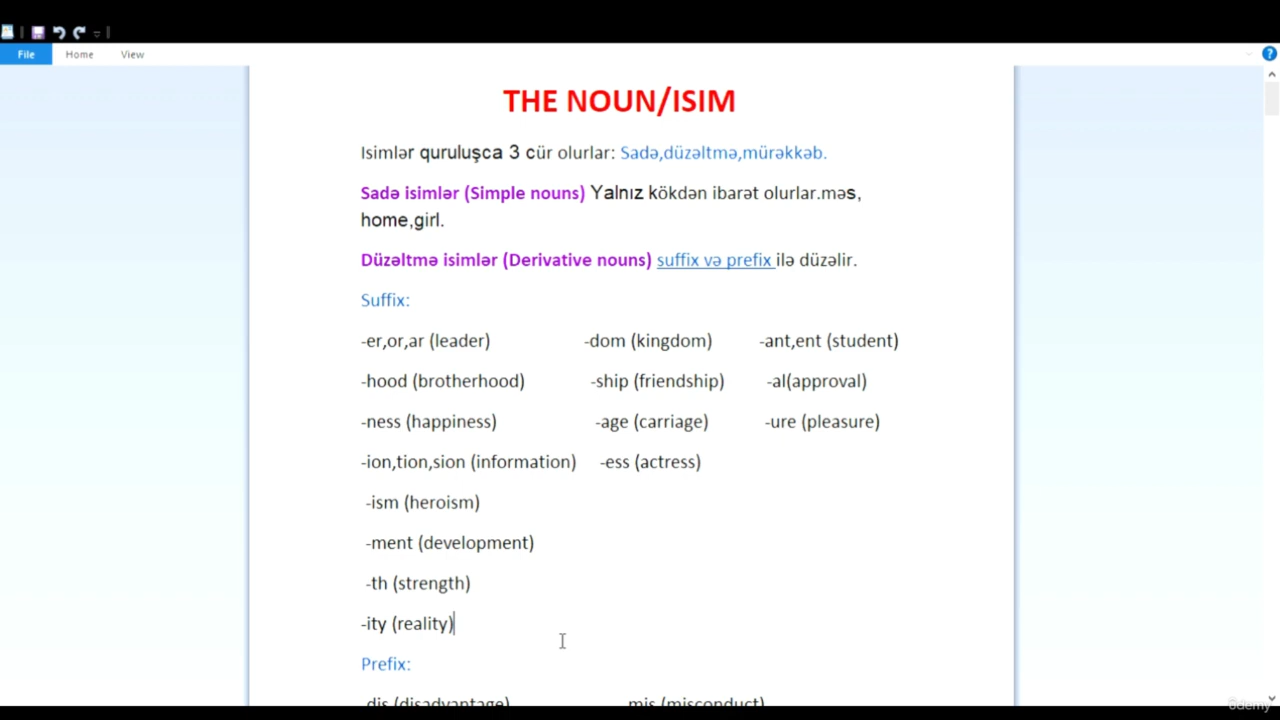 File Home View
THE NOUN/ISIM
Isimlər quruluşca 3 cür olurlar: Sadə,düzəltmə,mürəkkəb.
Sadə isimlər (Simple nouns) Yalnız kökdən ibarət olurlar.məs,
home,girl.
Düzəltmə isimlər (Derivative nouns) suffix və prefix ilə düzəlir.
Suffix:
-er,or,ar (leader) -dom (kingdom) -ant,ent (student)
-hood (brotherhood) -ship (friendship) -al(approval)
-ness (happiness) -age (carriage) -ure (pleasure)
-ion,tion,sion (information) -ess (actress)
-ism (heroism)
-ment (development)
-th (strength)
-ity (reality)
Prefix:
dis (disadvantage) mis (misconduct)
ûdemy